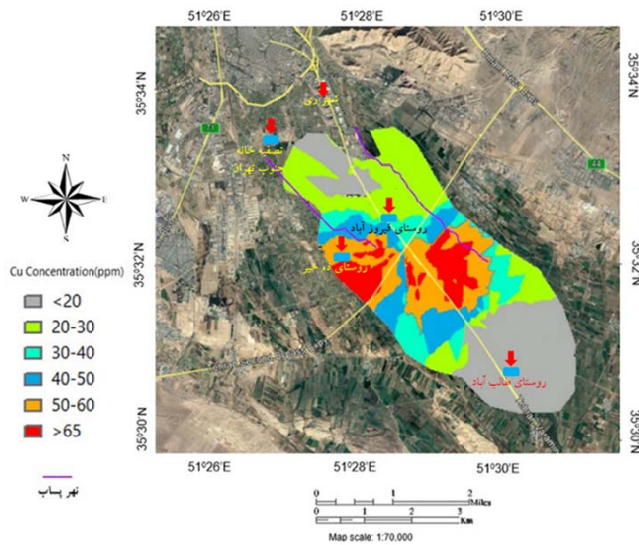 51°26'E 51°28'E 51°30'E
35°34'N
35°34'N
شهر ری
تصفیه خانه
جنوب تهران
71
44
N
W E
S
روستای فیروز آباد
35°32'N
35°32'N
روستای ده خیر
Cu Concentration(ppm)
<20
20-30
30-40
40-50
50-60
>65
روستای طالب آباد
نهر پساب
35°30'N
35°30'N
51°26'E 51°28'E 51°30'E
0 1 2
Miles
0 1 2 3
Km
Map scale: 1:70,000